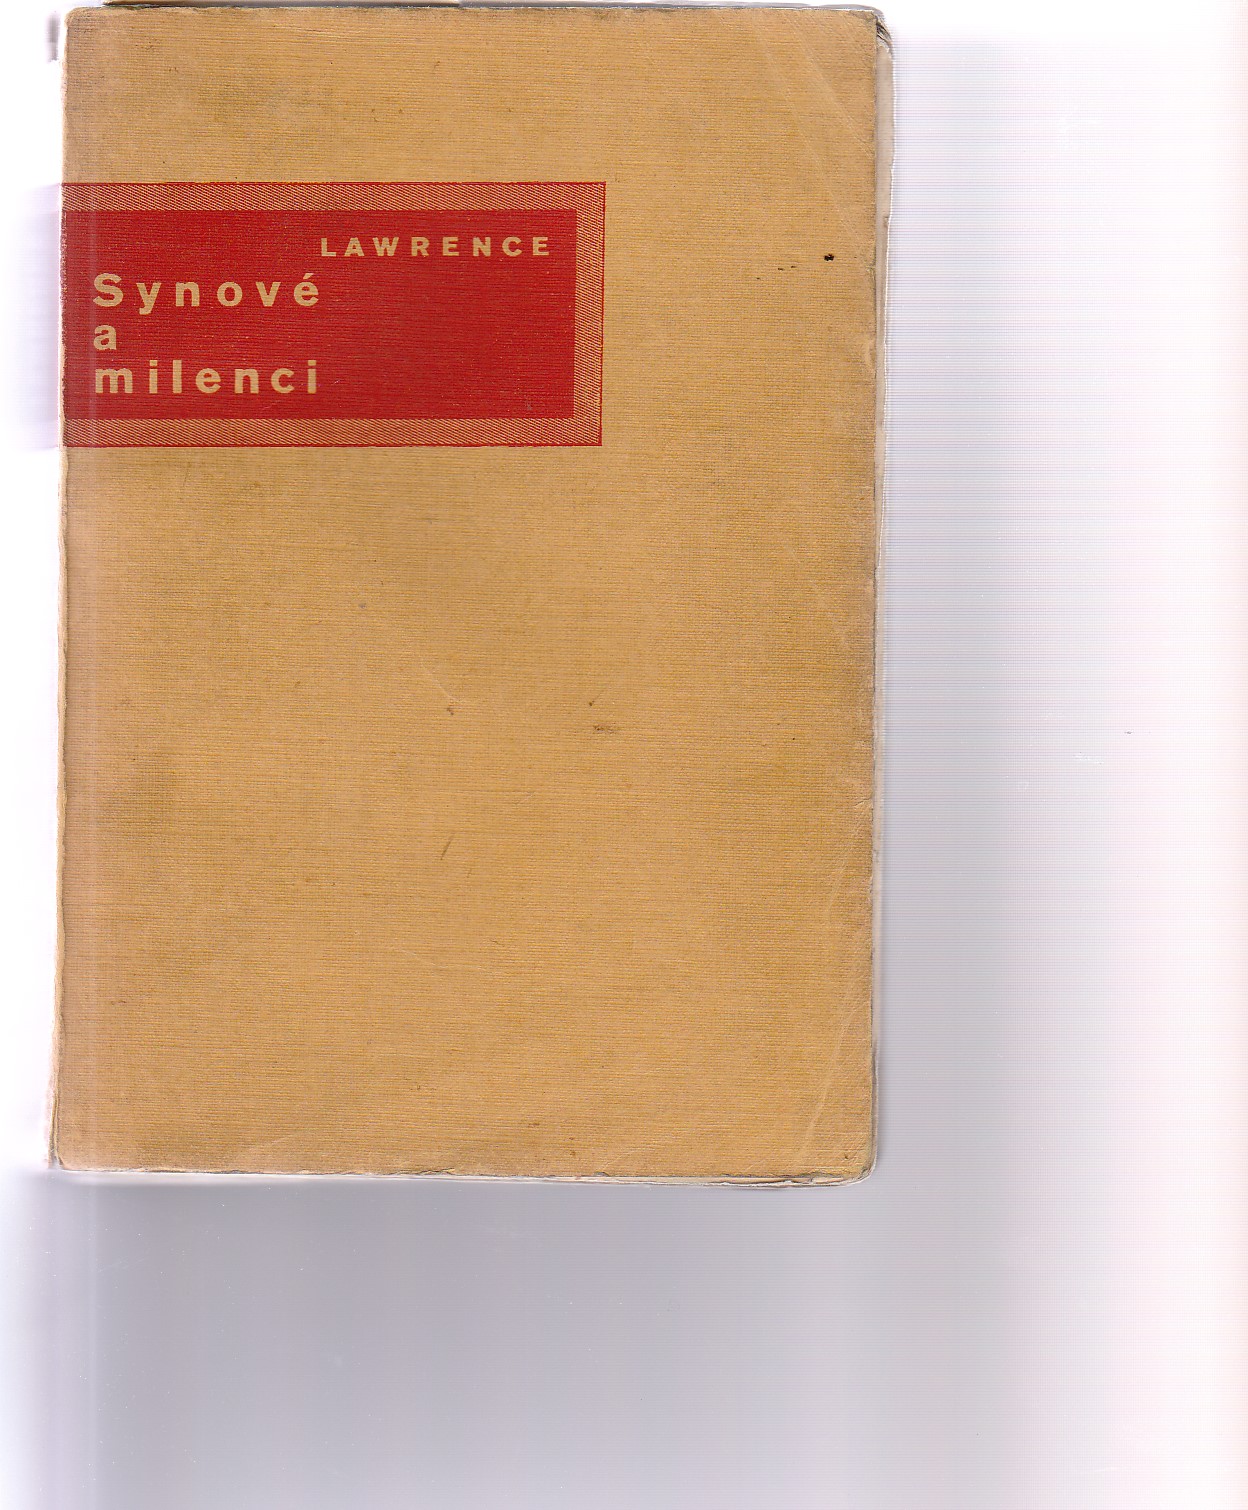 LAWRENCE
Synové
a
milenci